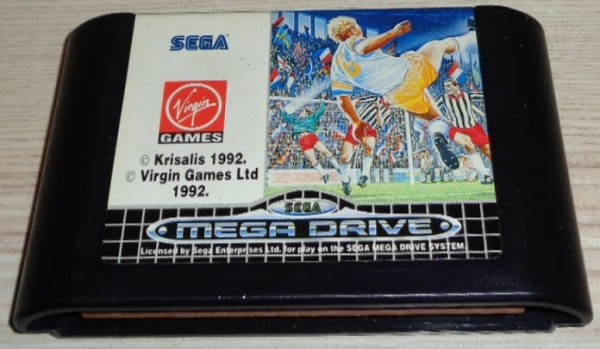 SEGA
Virgin
GAMES
© Krisalis 1992.
© Virgin Games Ltd
1992.
SEGA
MEGA DRIVE
Licensed by Sega Enterprises Ltd. for play on the SEGA MEGA DRIVE SYSTEM.